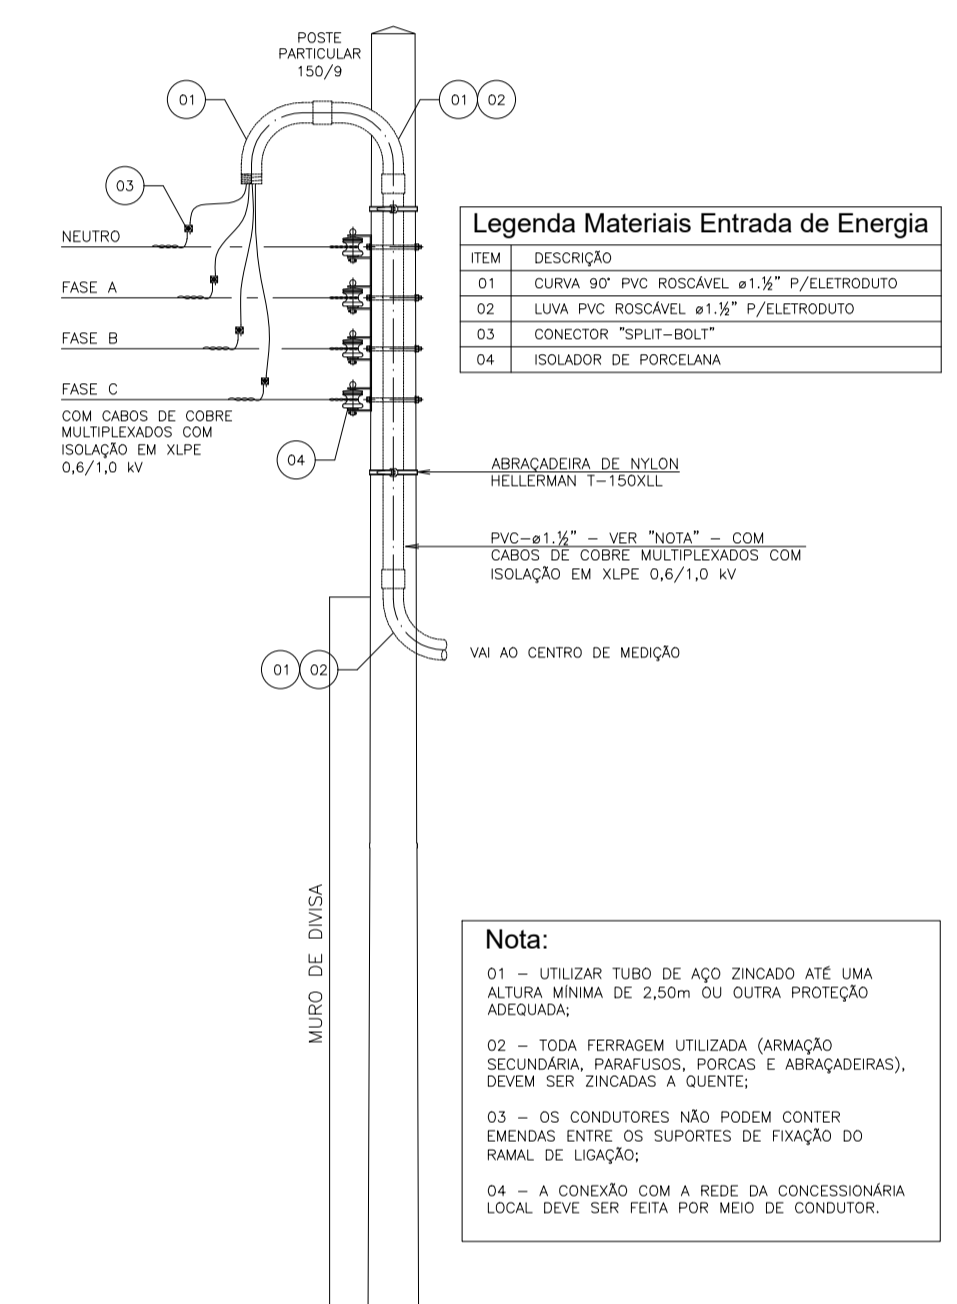 POSTE
PARTICULAR
150/9
01
01
02
03
NEUTRO
FASE A
FASE B
FASE C
COM CABOS DE COBRE
MULTIPLEXADOS COM
ISOLAÇÃO EM XLPE
0,6/1,0 kV
04
Legenda Materiais Entrada de Energia
ITEM DESCRIÇÃO
01 CURVA 90° PVC ROSCÁVEL ø1.½" P/ELETRODUTO
02 LUVA PVC ROSCÁVEL ø1.½" P/ELETRODUTO
03 CONECTOR "SPLIT-BOLT"
04 ISOLADOR DE PORCELANA
ABRAÇADEIRA DE NYLON
HELLERMAN T-150XLL
PVC-ø1.½" - VER "NOTA" - COM
CABOS DE COBRE MULTIPLEXADOS COM
ISOLAÇÃO EM XLPE 0,6/1,0 kV
VAI AO CENTRO DE MEDIÇÃO
01
02
MURO DE DIVISA
Nota:
01 - UTILIZAR TUBO DE AÇO ZINCADO ATÉ UMA
ALTURA MÍNIMA DE 2,50m OU OUTRA PROTEÇÃO
ADEQUADA;
02 - TODA FERRAGEM UTILIZADA (ARMAÇÃO
SECUNDÁRIA, PARAFUSOS, PORCAS E ABRAÇADEIRAS),
DEVEM SER ZINCADAS A QUENTE;
03 - OS CONDUTORES NÃO PODEM CONTER
EMENDAS ENTRE OS SUPORTES DE FIXAÇÃO DO
RAMAL DE LIGAÇÃO;
04 - A CONEXÃO COM A REDE DA CONCESSIONÁRIA
LOCAL DEVE SER FEITA POR MEIO DE CONDUTOR.